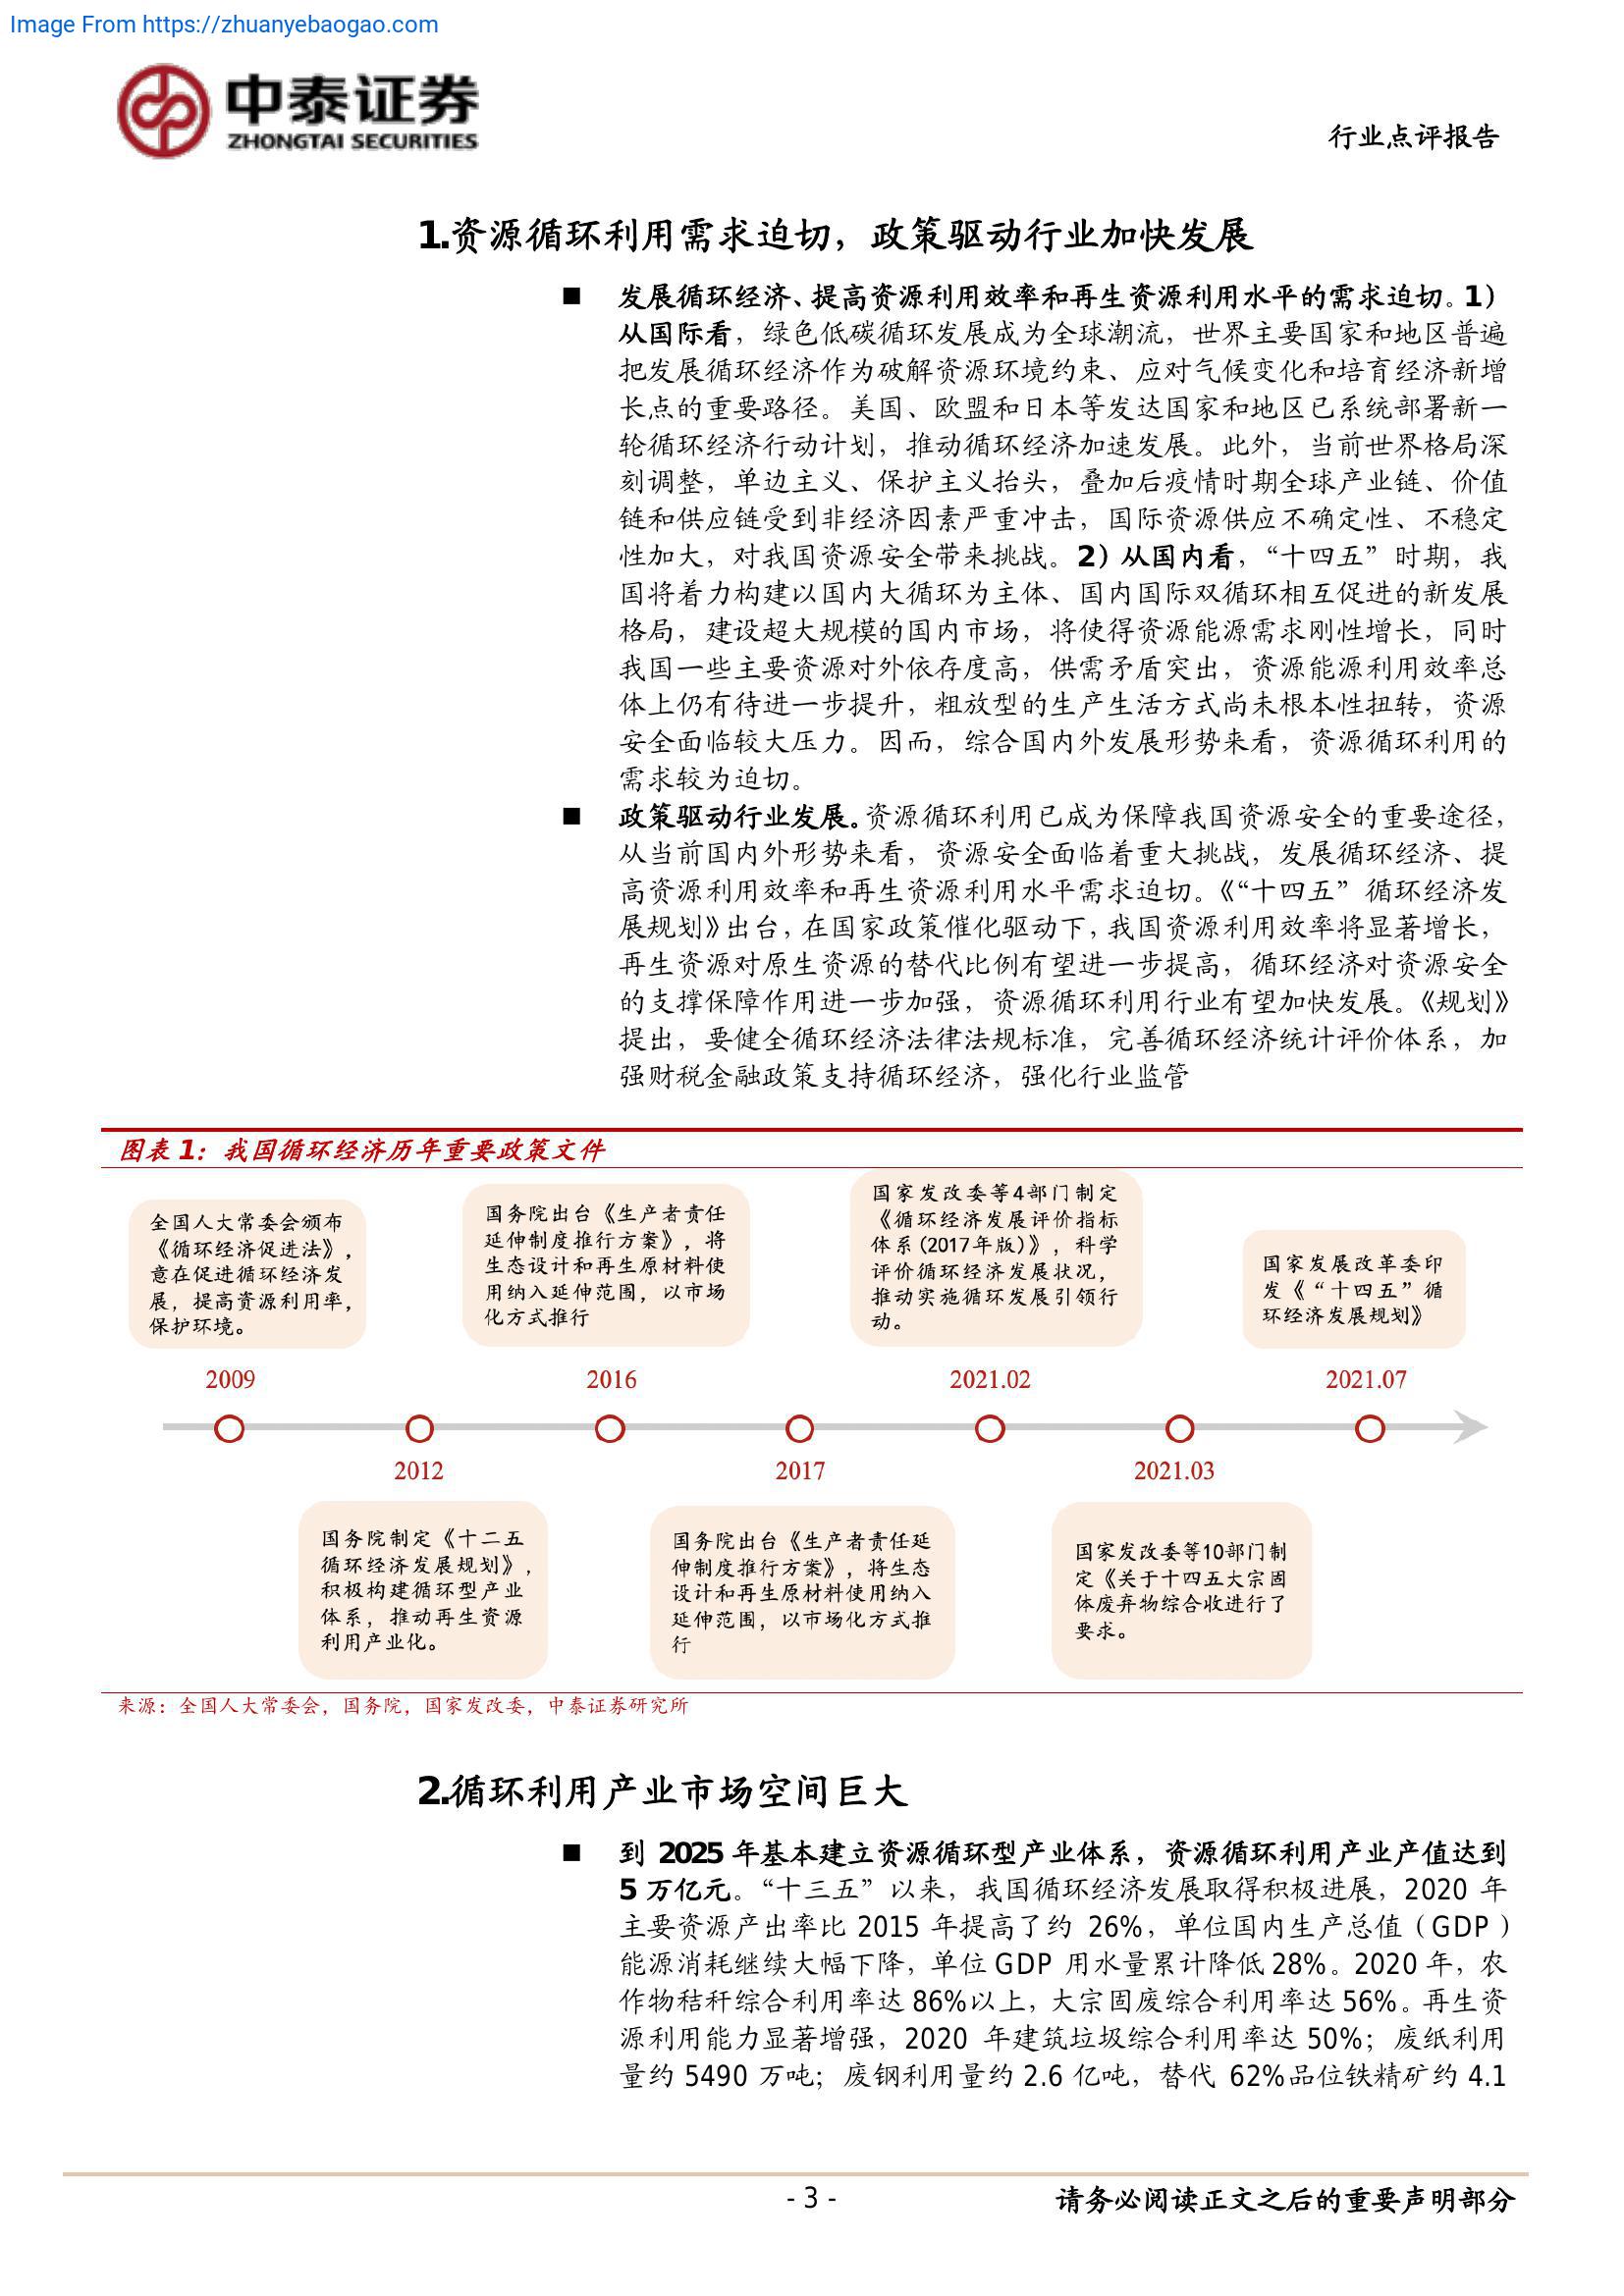 Image From https://zhuanyebaogao.com
中泰证券
ZHONGTAI SECURITIES
行业点评报告
1.资源循环利用需求迫切，政策驱动行业加快发展
■ 发展循环经济、提高资源利用效率和再生资源利用水平的需求迫切。1）
从国际看，绿色低碳循环发展成为全球潮流，世界主要国家和地区普遍
把发展循环经济作为破解资源环境约束、应对气候变化和培育经济新增
长点的重要路径。美国、欧盟和日本等发达国家和地区已系统部署新一
轮循环经济行动计划，推动循环经济加速发展。此外，当前世界格局深
刻调整，单边主义、保护主义抬头，叠加后疫情时期全球产业链、价值
链和供应链受到非经济因素严重冲击，国际资源供应不确定性、不稳定
性加大，对我国资源安全带来挑战。2）从国内看，“十四五”时期，我
国将着力构建以国内大循环为主体、国内国际双循环相互促进的新发展
格局，建设超大规模的国内市场，将使得资源能源需求刚性增长，同时
我国一些主要资源对外依存度高，供需矛盾突出，资源能源利用效率总
体上仍有待进一步提升，粗放型的生产生活方式尚未根本性扭转，资源
安全面临较大压力。因而，综合国内外发展形势来看，资源循环利用的
需求较为迫切。
■ 政策驱动行业发展。资源循环利用已成为保障我国资源安全的重要途径，
从当前国内外形势来看，资源安全面临着重大挑战，发展循环经济、提
高资源利用效率和再生资源利用水平需求迫切。《“十四五”循环经济发
展规划》出台，在国家政策催化驱动下，我国资源利用效率将显著增长，
再生资源对原生资源的替代比例有望进一步提高，循环经济对资源安全
的支撑保障作用进一步加强，资源循环利用行业有望加快发展。《规划》
提出，要健全循环经济法律法规标准，完善循环经济统计评价体系，加
强财税金融政策支持循环经济，强化行业监管
图表 1：我国循环经济历年重要政策文件
全国人大常委会颁布
《循环经济促进法》，
意在促进循环经济发
展，提高资源利用率，
保护环境。
国务院出台《生产者责任
延伸制度推行方案》，将
生态设计和再生原材料使
用纳入延伸范围，以市场
化方式推行
国家发改委等4部门制定
《循环经济发展评价指标
体系(2017年版)》，科学
评价循环经济发展状况，
推动实施循环发展引领行
动。
国家发展改革委印
发《“十四五”循
环经济发展规划》
2009
2016
2021.02
2021.07
2012
2017
2021.03
国务院制定《十二五
循环经济发展规划》，
积极构建循环型产业
体系，推动再生资源
利用产业化。
国务院出台《生产者责任延
伸制度推行方案》，将生态
设计和再生原材料使用纳入
延伸范围，以市场化方式推
行
国家发改委等10部门制
定《关于十四五大宗固
体废弃物综合收进行了
要求。
来源：全国人大常委会，国务院，国家发改委，中泰证券研究所
2.循环利用产业市场空间巨大
■ 到 2025 年基本建立资源循环型产业体系，资源循环利用产业产值达到
5 万亿元。“十三五”以来，我国循环经济发展取得积极进展，2020 年
主要资源产出率比 2015 年提高了约 26%，单位国内生产总值（GDP）
能源消耗继续大幅下降，单位 GDP 用水量累计降低 28%。2020 年，农
作物秸秆综合利用率达 86%以上，大宗固废综合利用率达 56%。再生资
源利用能力显著增强，2020 年建筑垃圾综合利用率达 50%；废纸利用
量约 5490 万吨；废钢利用量约 2.6 亿吨，替代 62%品位铁精矿约 4.1
- 3 -
请务必阅读正文之后的重要声明部分